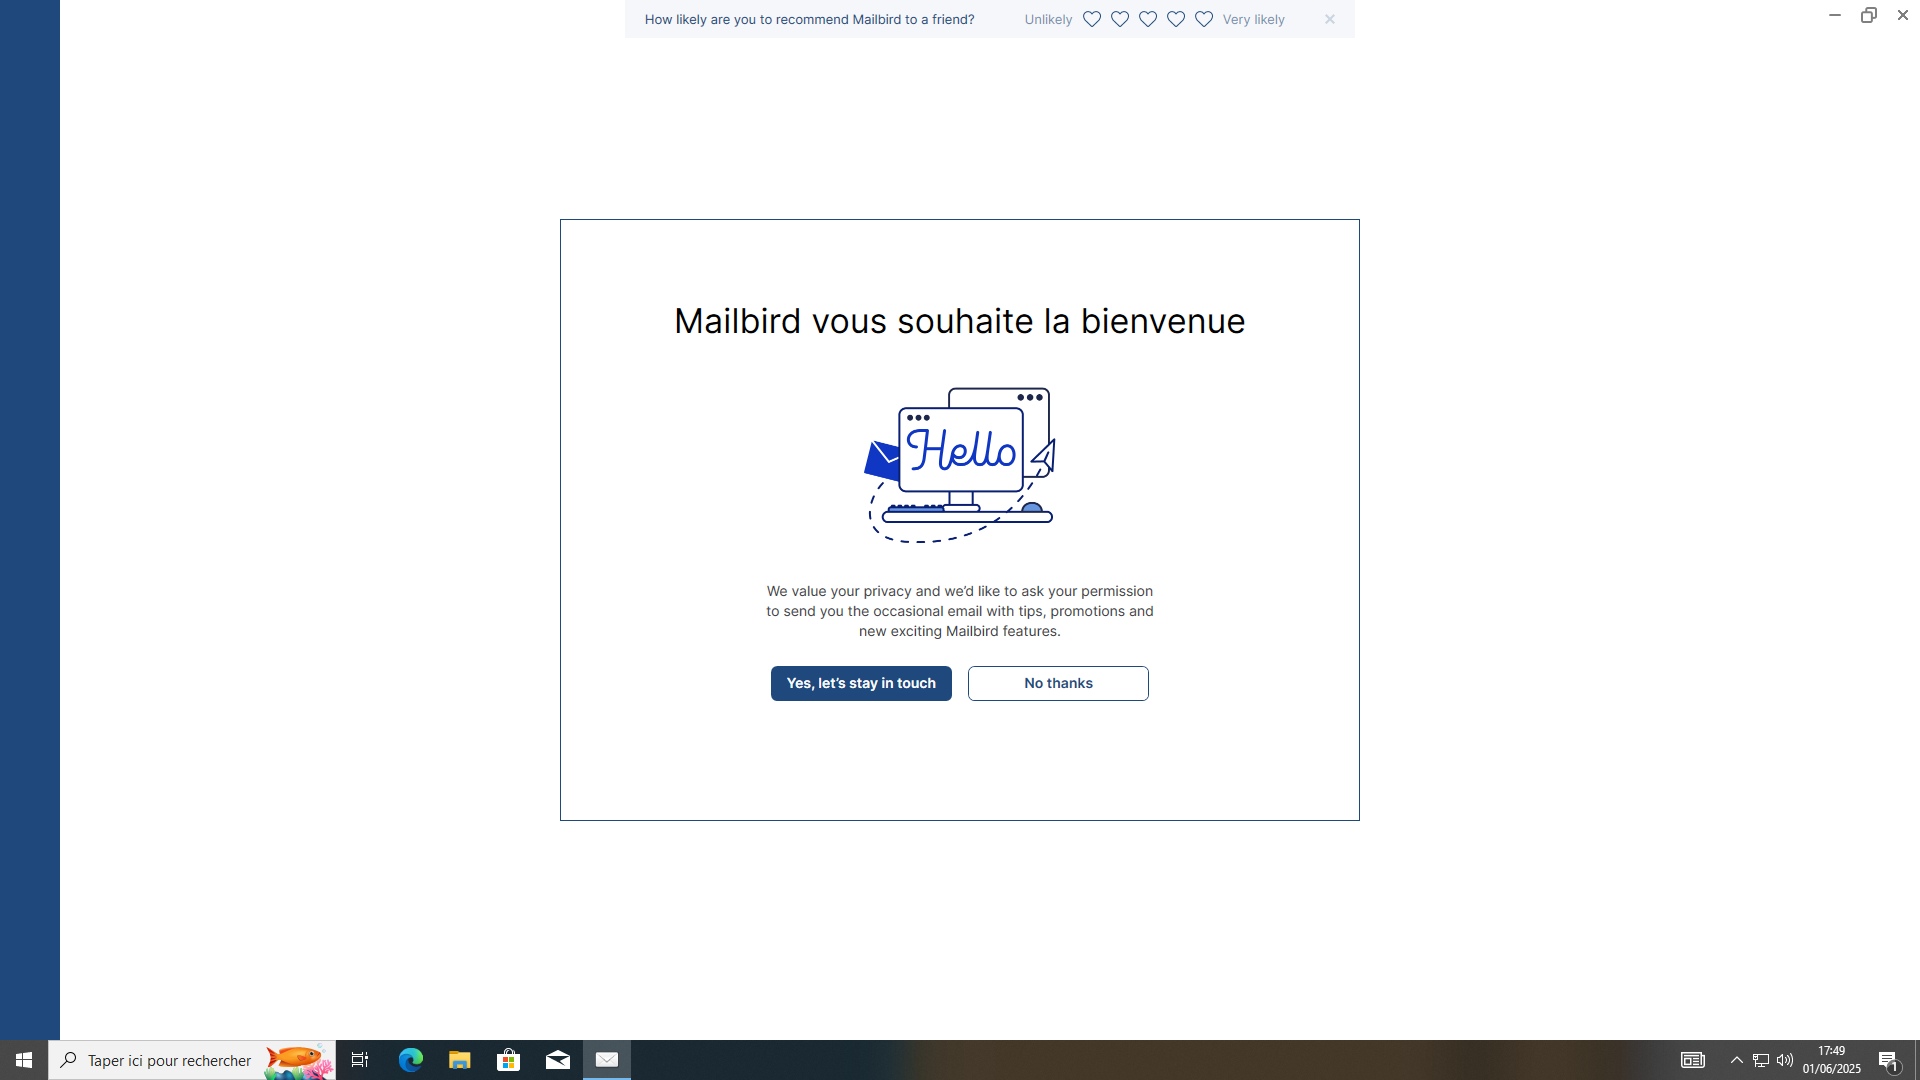 How likely are you to recommend Mailbird to a friend? Unlikely Very likely
Mailbird vous souhaite la bienvenue
Hello
We value your privacy and we’d like to ask your permission
to send you the occasional email with tips, promotions and
new exciting Mailbird features.
Yes, let’s stay in touch No thanks
Taper ici pour rechercher
17:49
01/06/2025
1